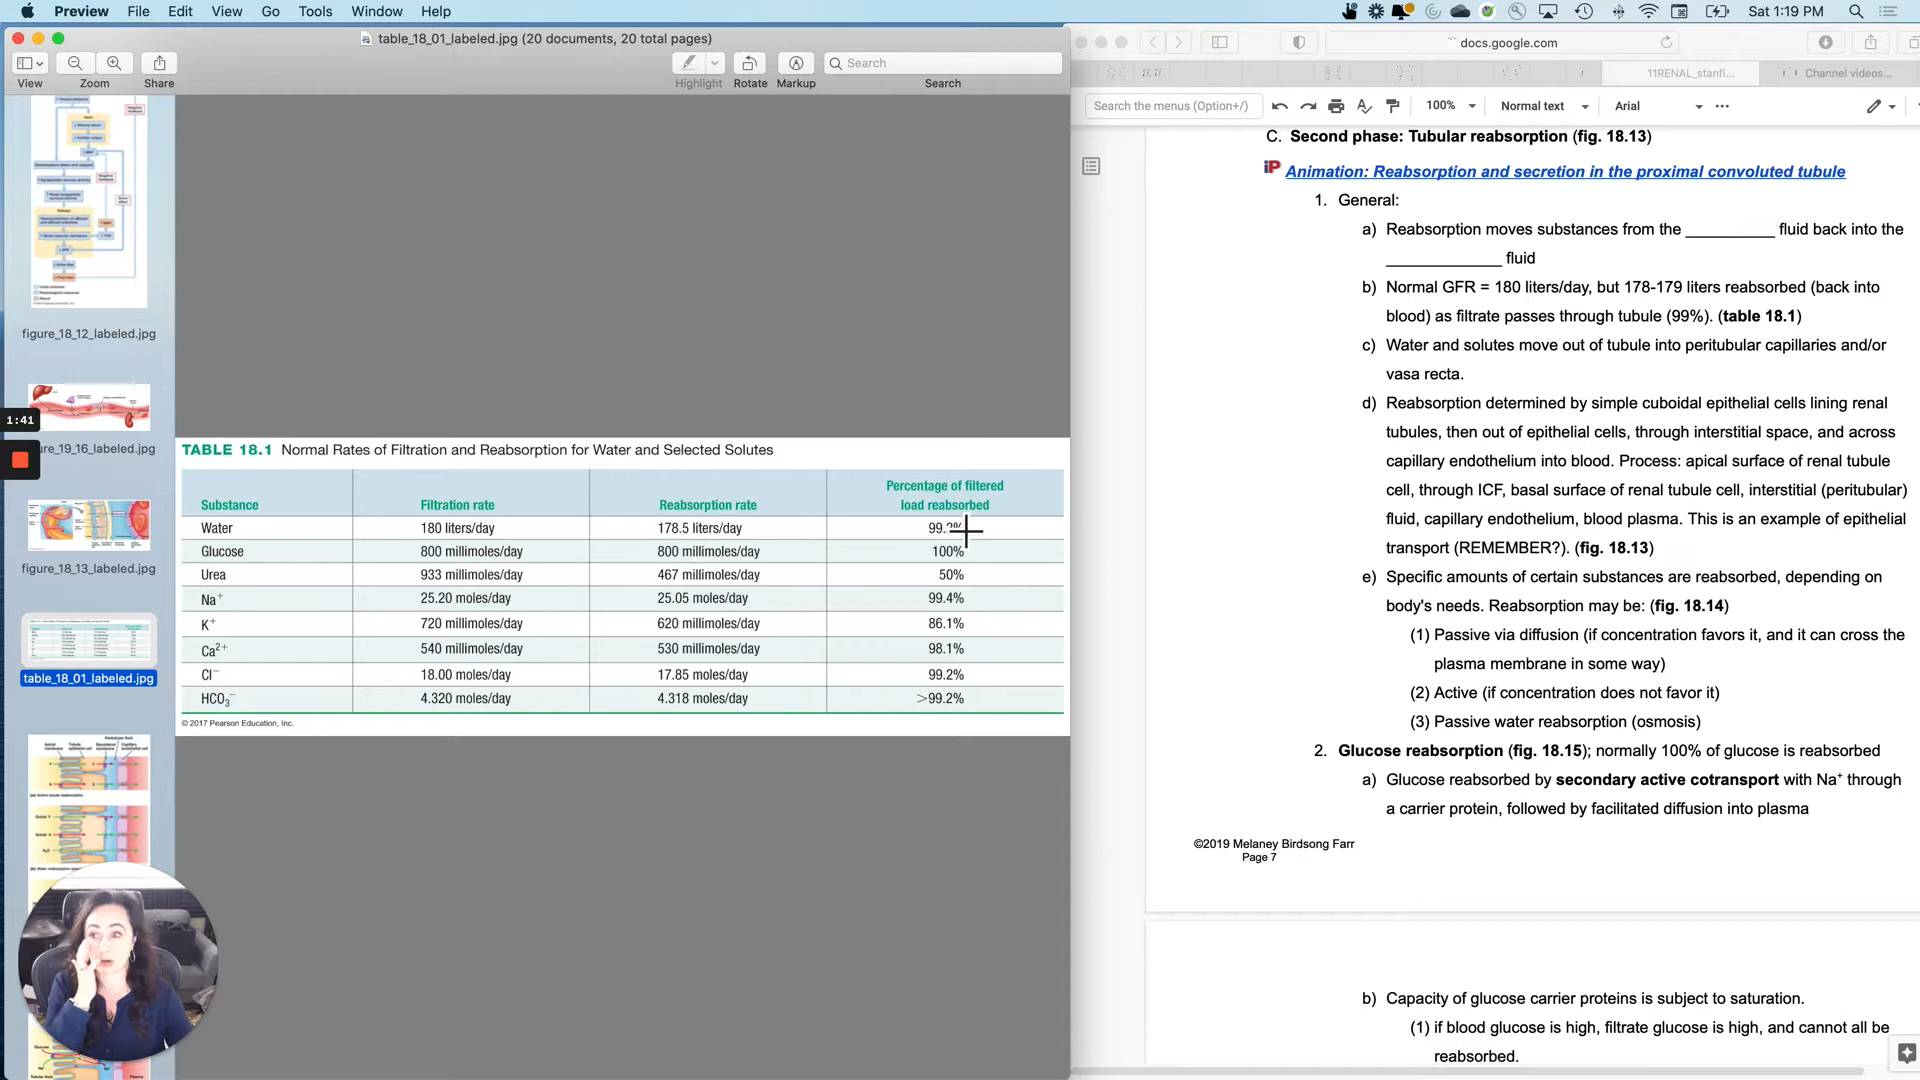 Preview File Edit View Go Tools Window Help
Sat 1:19 PM
table_18_01_labeled.jpg (20 documents, 20 total pages)
View Zoom Share Highlight Rotate Markup Search
Search
figure_18_12_labeled.jpg
1:41
ure_19_16_labeled.jpg
figure_18_13_labeled.jpg
table_18_01_labeled.jpg
TABLE 18.1 Normal Rates of Filtration and Reabsorption for Water and Selected Solutes
Substance Filtration rate Reabsorption rate Percentage of filtered load reabsorbed
Water 180 liters/day 178.5 liters/day
Glucose 800 millimoles/day 800 millimoles/day 100%
Urea 933 millimoles/day 467 millimoles/day 50%
Na+ 25.20 moles/day 25.05 moles/day 99.4%
K+ 720 millimoles/day 620 millimoles/day 86.1%
Ca2+ 540 millimoles/day 530 millimoles/day 98.1%
Cl− 18.00 moles/day 17.85 moles/day 99.2%
HCO3− 4.320 moles/day 4.318 moles/day >99.2%
© 2017 Pearson Education, Inc.
docs.google.com
11RENAL_stanfi...
Channel videos...
Search the menus (Option+/)
100% Normal text Arial
C. Second phase: Tubular reabsorption (fig. 18.13)
iP Animation: Reabsorption and secretion in the proximal convoluted tubule
1. General:
a) Reabsorption moves substances from the __________ fluid back into the
_____________ fluid
b) Normal GFR = 180 liters/day, but 178-179 liters reabsorbed (back into
blood) as filtrate passes through tubule (99%). (table 18.1)
c) Water and solutes move out of tubule into peritubular capillaries and/or
vasa recta.
d) Reabsorption determined by simple cuboidal epithelial cells lining renal
tubules, then out of epithelial cells, through interstitial space, and across
capillary endothelium into blood. Process: apical surface of renal tubule
cell, through ICF, basal surface of renal tubule cell, interstitial (peritubular)
fluid, capillary endothelium, blood plasma. This is an example of epithelial
transport (REMEMBER?). (fig. 18.13)
e) Specific amounts of certain substances are reabsorbed, depending on
body's needs. Reabsorption may be: (fig. 18.14)
(1) Passive via diffusion (if concentration favors it, and it can cross the
plasma membrane in some way)
(2) Active (if concentration does not favor it)
(3) Passive water reabsorption (osmosis)
2. Glucose reabsorption (fig. 18.15); normally 100% of glucose is reabsorbed
a) Glucose reabsorbed by secondary active cotransport with Na+ through
a carrier protein, followed by facilitated diffusion into plasma
©2019 Melaney Birdsong Farr
Page 7
b) Capacity of glucose carrier proteins is subject to saturation.
(1) if blood glucose is high, filtrate glucose is high, and cannot all be
reabsorbed.